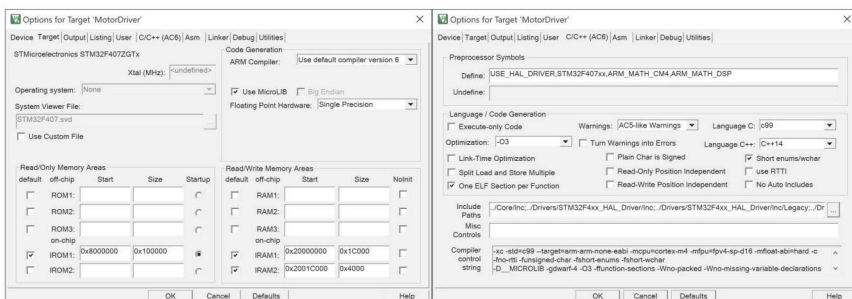 Options for Target 'MotorDriver'
Device Target Output Listing User C/C++ (AC6) Asm Linker Debug Utilities
STMicroelectronics STM32F407ZGTx
Xtal (MHz): <undefined>
Operating system: None
System Viewer File:
STM32F407.svd
...
Use Custom File
Code Generation
ARM Compiler: Use default compiler version 6
Use MicroLIB Big Endian
Floating Point Hardware: Single Precision
Read/Only Memory Areas
default off-chip Start Size Startup
ROM1:
ROM2:
ROM3:
on-chip
IROM1: 0x8000000 0x100000
IROM2:
Read/Write Memory Areas
default off-chip Start Size NoInit
RAM1:
RAM2:
RAM3:
on-chip
IRAM1: 0x20000000 0x1C000
IRAM2: 0x2001C000 0x4000
OK Cancel Defaults Help
Options for Target 'MotorDriver'
Device Target Output Listing User C/C++ (AC6) Asm Linker Debug Utilities
Preprocessor Symbols
Define: USE_HAL_DRIVER,STM32F407xx,ARM_MATH_CM4,ARM_MATH_DSP
Undefine:
Language / Code Generation
Execute-only Code Warnings: AC5-like Warnings Language C: c99
Optimization: -O3 Turn Warnings into Errors Language C++: C++14
Link-Time Optimization Plain Char is Signed Short enums/wchar
Split Load and Store Multiple Read-Only Position Independent use RTTI
One ELF Section per Function Read-Write Position Independent No Auto Includes
Include Paths ../Core/Inc;../Drivers/STM32F4xx_HAL_Driver/Inc;../Drivers/STM32F4xx_HAL_Driver/Inc/Legacy;../Dr ...
Misc Controls
Compiler control string -xc -std=c99 --target=arm-arm-none-eabi -mcpu=cortex-m4 -mfpu=fpv4-sp-d16 -mfloat-abi=hard -c
-fno-rtti -funsigned-char -fshort-enums -fshort-wchar
-D__MICROLIB -gdwarf-4 -O3 -ffunction-sections -Wno-packed -Wno-missing-variable-declarations
OK Cancel Defaults Help